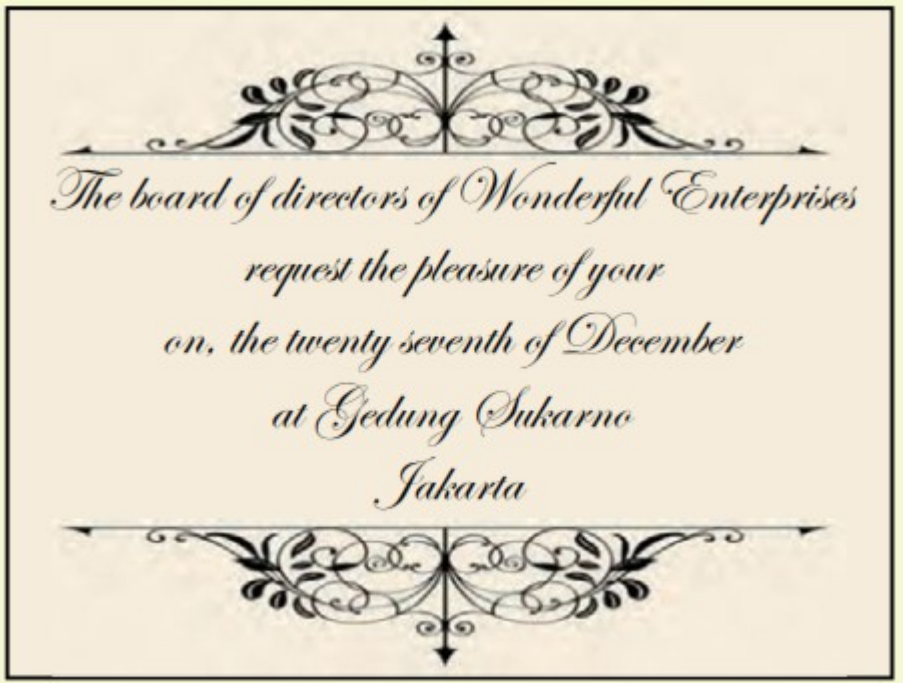 The board of directors of Wonderful Enterprises
request the pleasure of your
on, the twenty seventh of December
at Gedung Sukarno
Jakarta